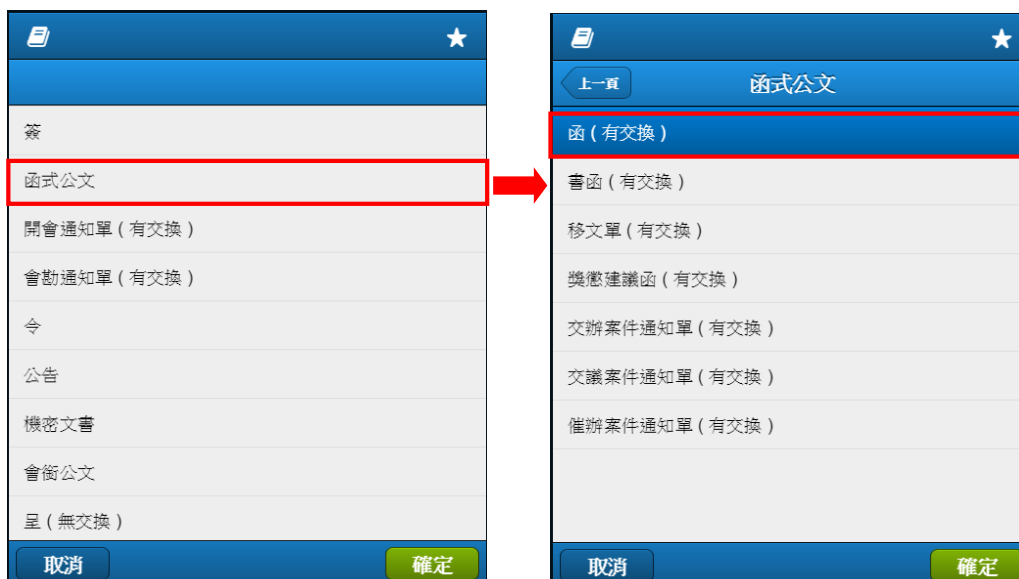 簽
函式公文
開會通知單 ( 有交換 )
會勘通知單 ( 有交換 )
令
公告
機密文書
會銜公文
呈 ( 無交換 )
取消
確定
上一頁
函式公文
函 ( 有交換 )
書函 ( 有交換 )
移文單 ( 有交換 )
獎懲建議函 ( 有交換 )
交辦案件通知單 ( 有交換 )
交議案件通知單 ( 有交換 )
催辦案件通知單 ( 有交換 )
取消
確定